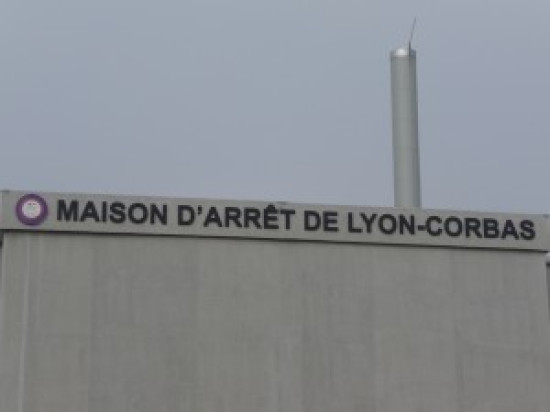 MAISON D'ARRÊT DE LYON-CORBAS